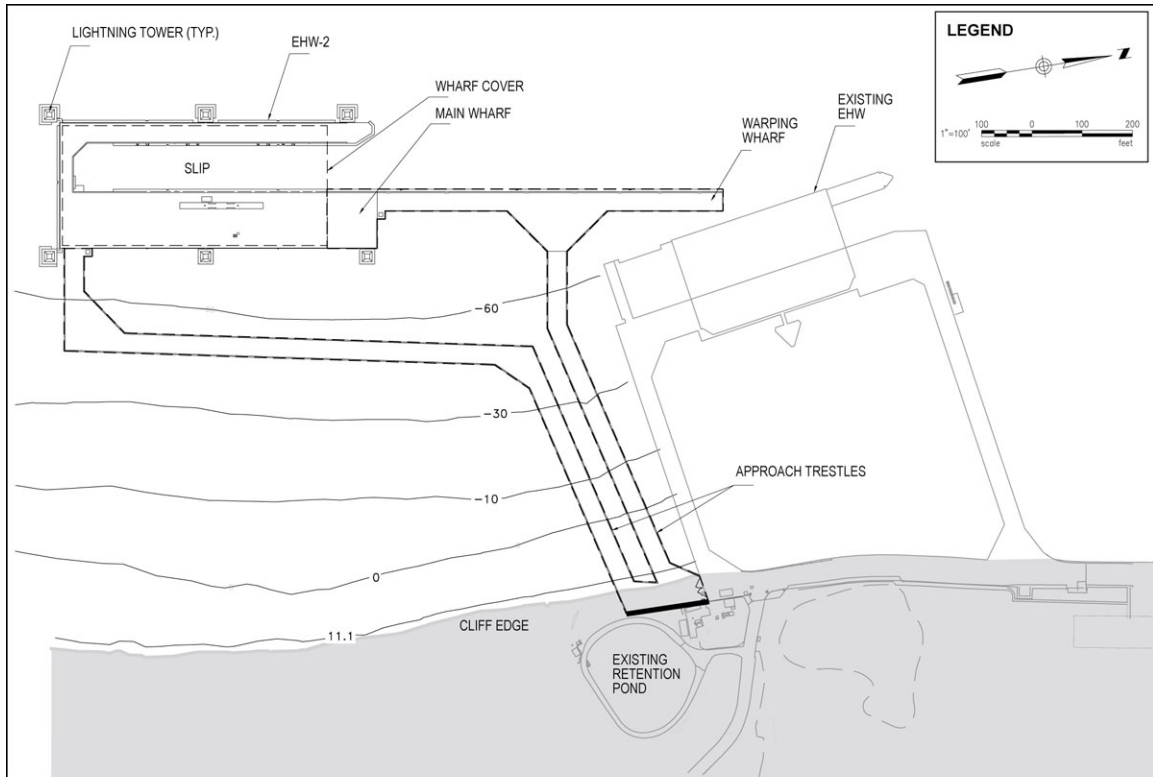 LIGHTNING TOWER (TYP.)
EHW-2
WHARF COVER
MAIN WHARF
SLIP
WARPING
WHARF
EXISTING
EHW
LEGEND
N
1"=100'
100 0 100 200
scale feet
-60
-30
-10
0
11.1
APPROACH TRESTLES
CLIFF EDGE
EXISTING
RETENTION
POND